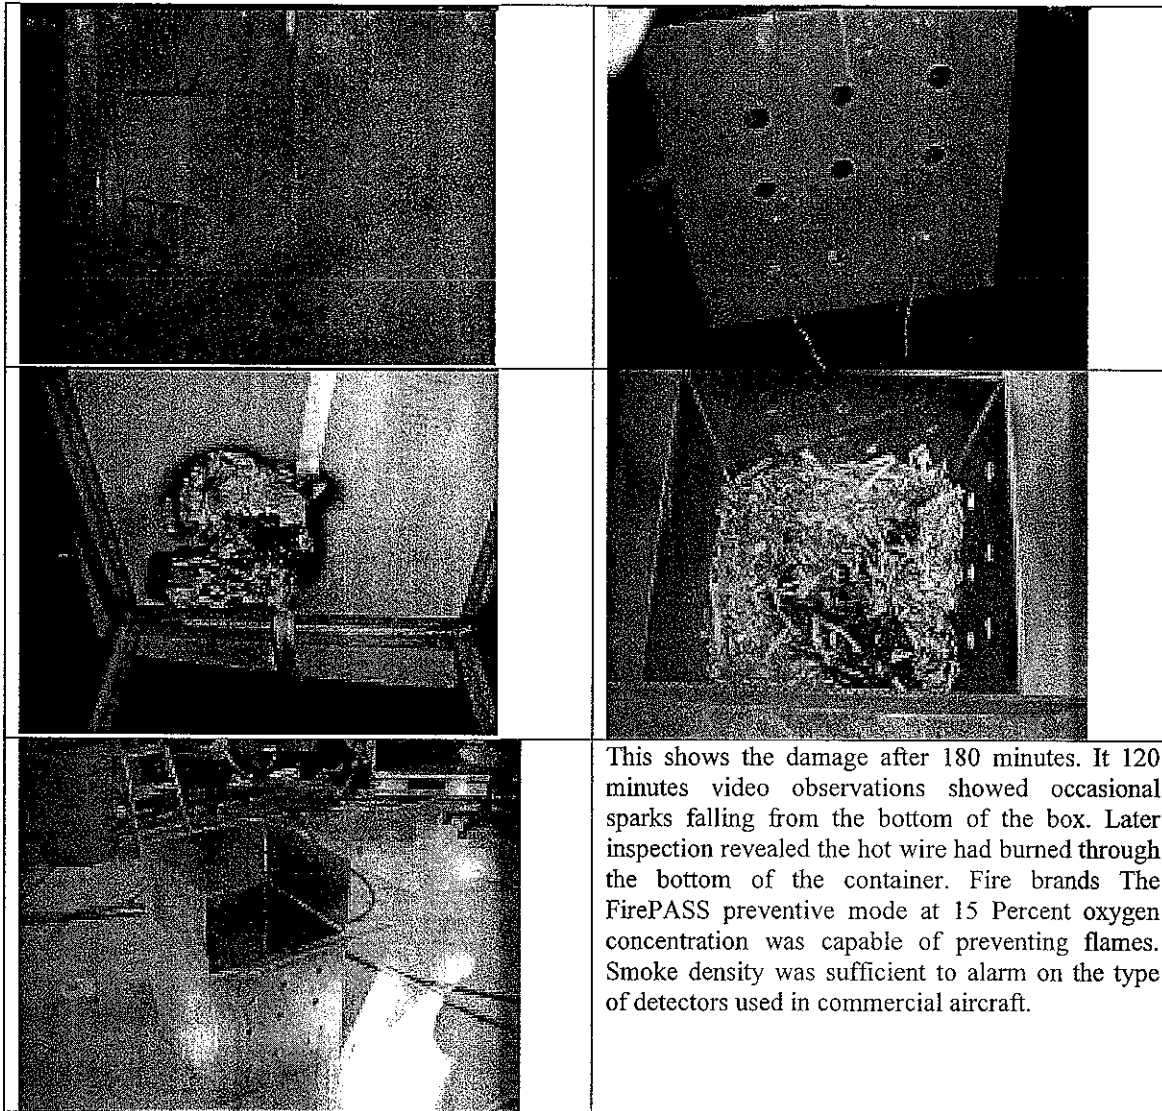 This shows the damage after 180 minutes. It 120
minutes video observations showed occasional
sparks falling from the bottom of the box. Later
inspection revealed the hot wire had burned through
the bottom of the container. Fire brands The
FirePASS preventive mode at 15 Percent oxygen
concentration was capable of preventing flames.
Smoke density was sufficient to alarm on the type
of detectors used in commercial aircraft.